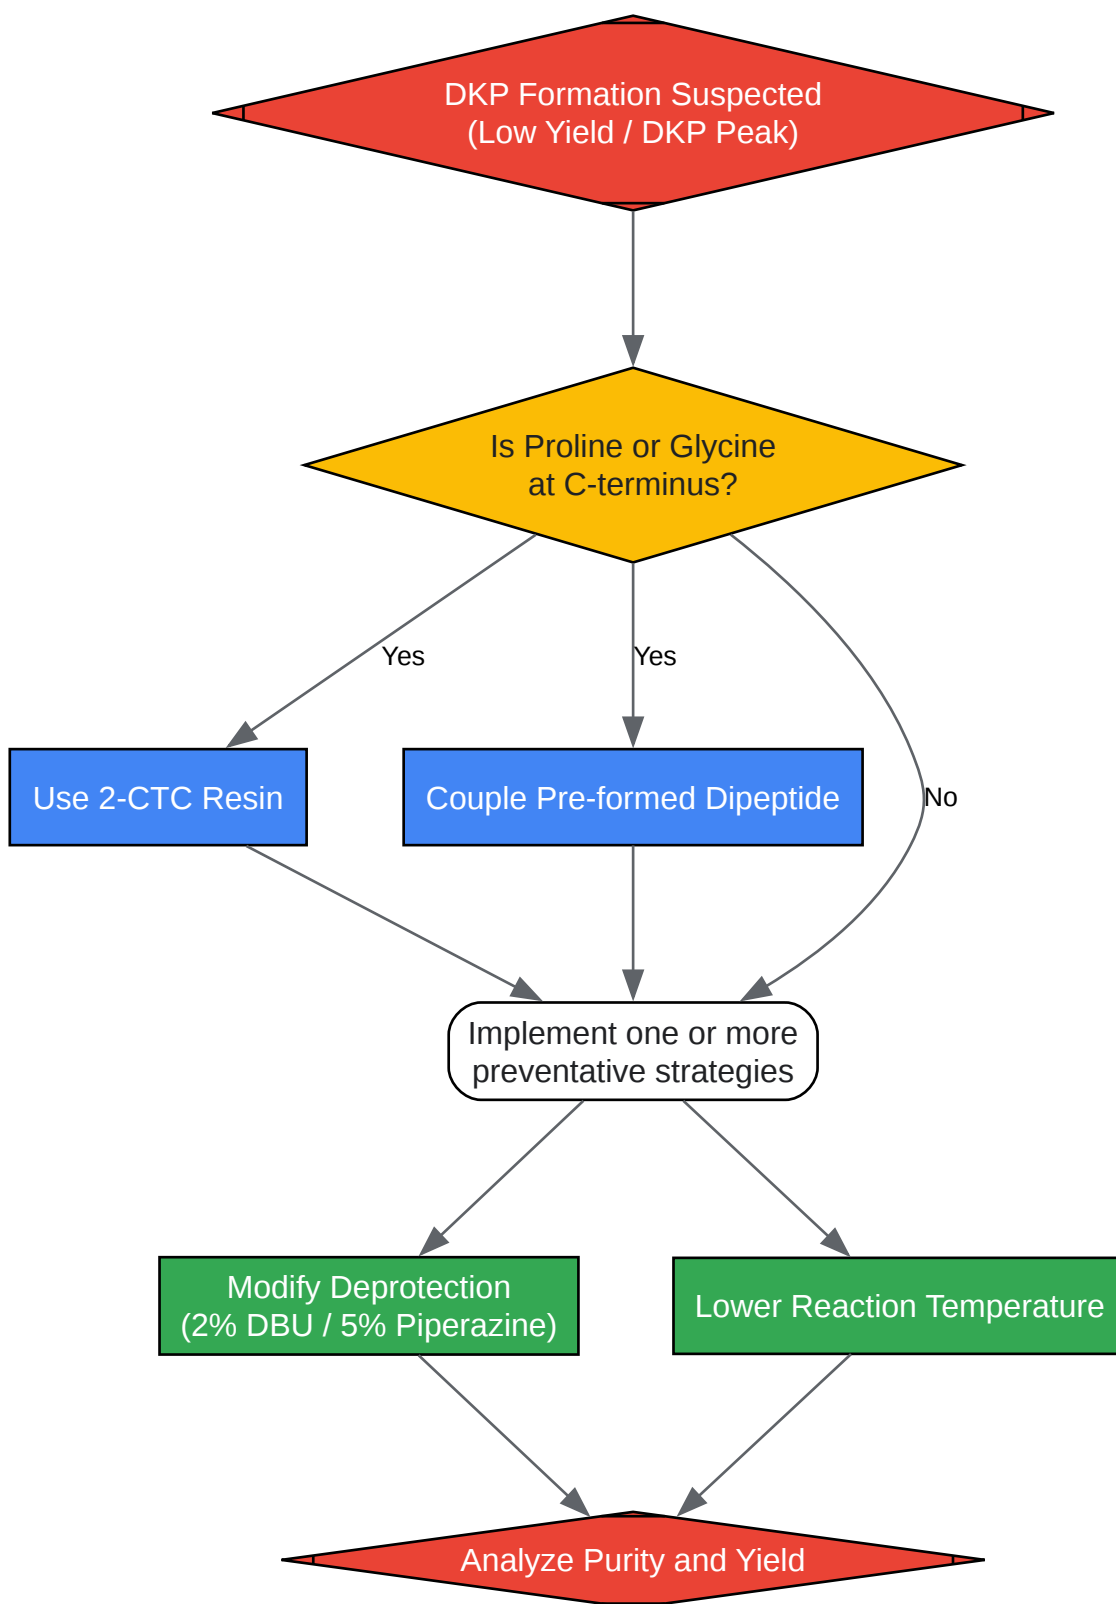 DKP Formation Suspected
(Low Yield / DKP Peak)
Is Proline or Glycine
at C-terminus?
Yes
Yes
No
Use 2-CTC Resin
Couple Pre-formed Dipeptide
Implement one or more
preventative strategies
Modify Deprotection
(2% DBU / 5% Piperazine)
Lower Reaction Temperature
Analyze Purity and Yield